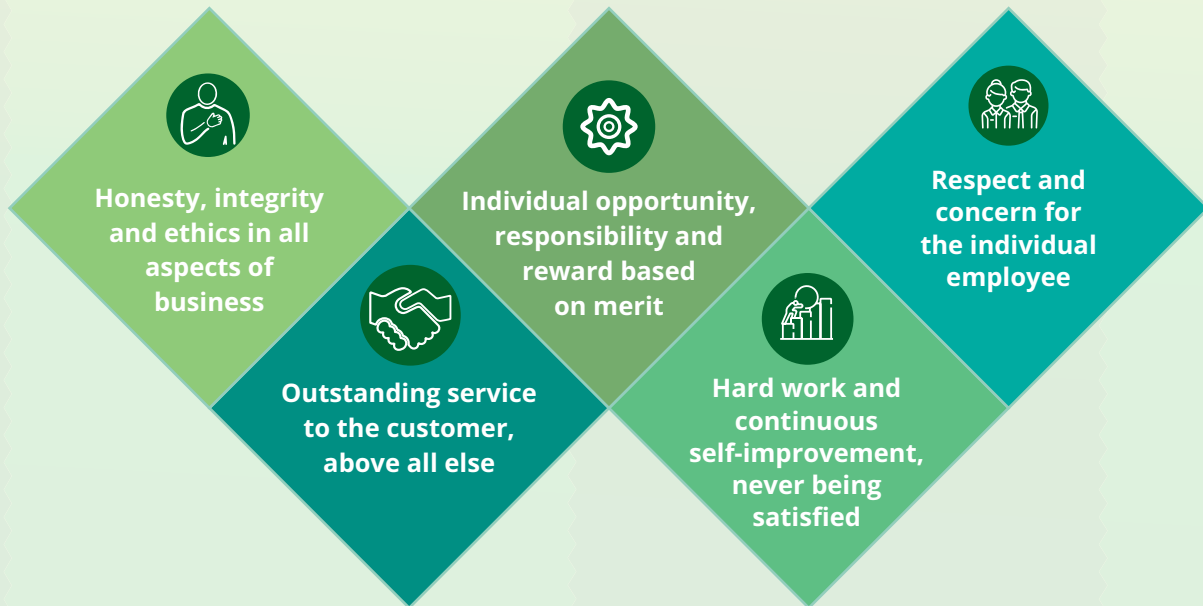 Honesty, integrity
and ethics in all
aspects of
business
Outstanding service
to the customer,
above all else
Individual opportunity,
responsibility and
reward based
on merit
Hard work and
continuous
self-improvement,
never being
satisfied
Respect and
concern for
the individual
employee